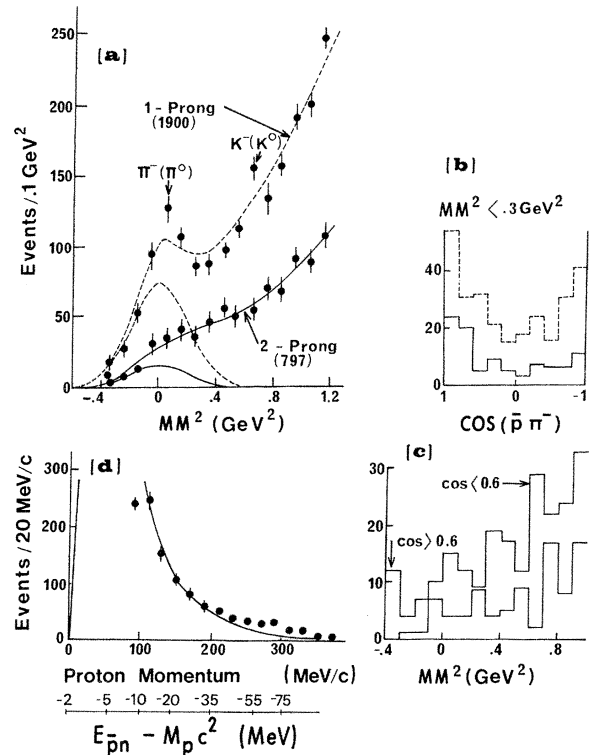 [a]
250
200
150
100
50
0
Events/.1 GeV²
1 - Prong
(1900)
K⁻(K⁰)
π⁻(π⁰)
2 - Prong
(797)
-.4 0 .4 .8 1.2
MM² (GeV²)
[b]
MM² < .3GeV²
40
20
0
1 0 -1
COS (p̄ π⁻)
[d]
300
200
100
0
Events/20 MeV/c
0 100 200 300
Proton Momentum (MeV/c)
-2 -5 -10 -20 -35 -55 -75
E_p̄n - M_p c² (MeV)
[c]
30
20
10
0
cos<0.6
cos>0.6
-.4 0 .4 .8
MM² (GeV²)